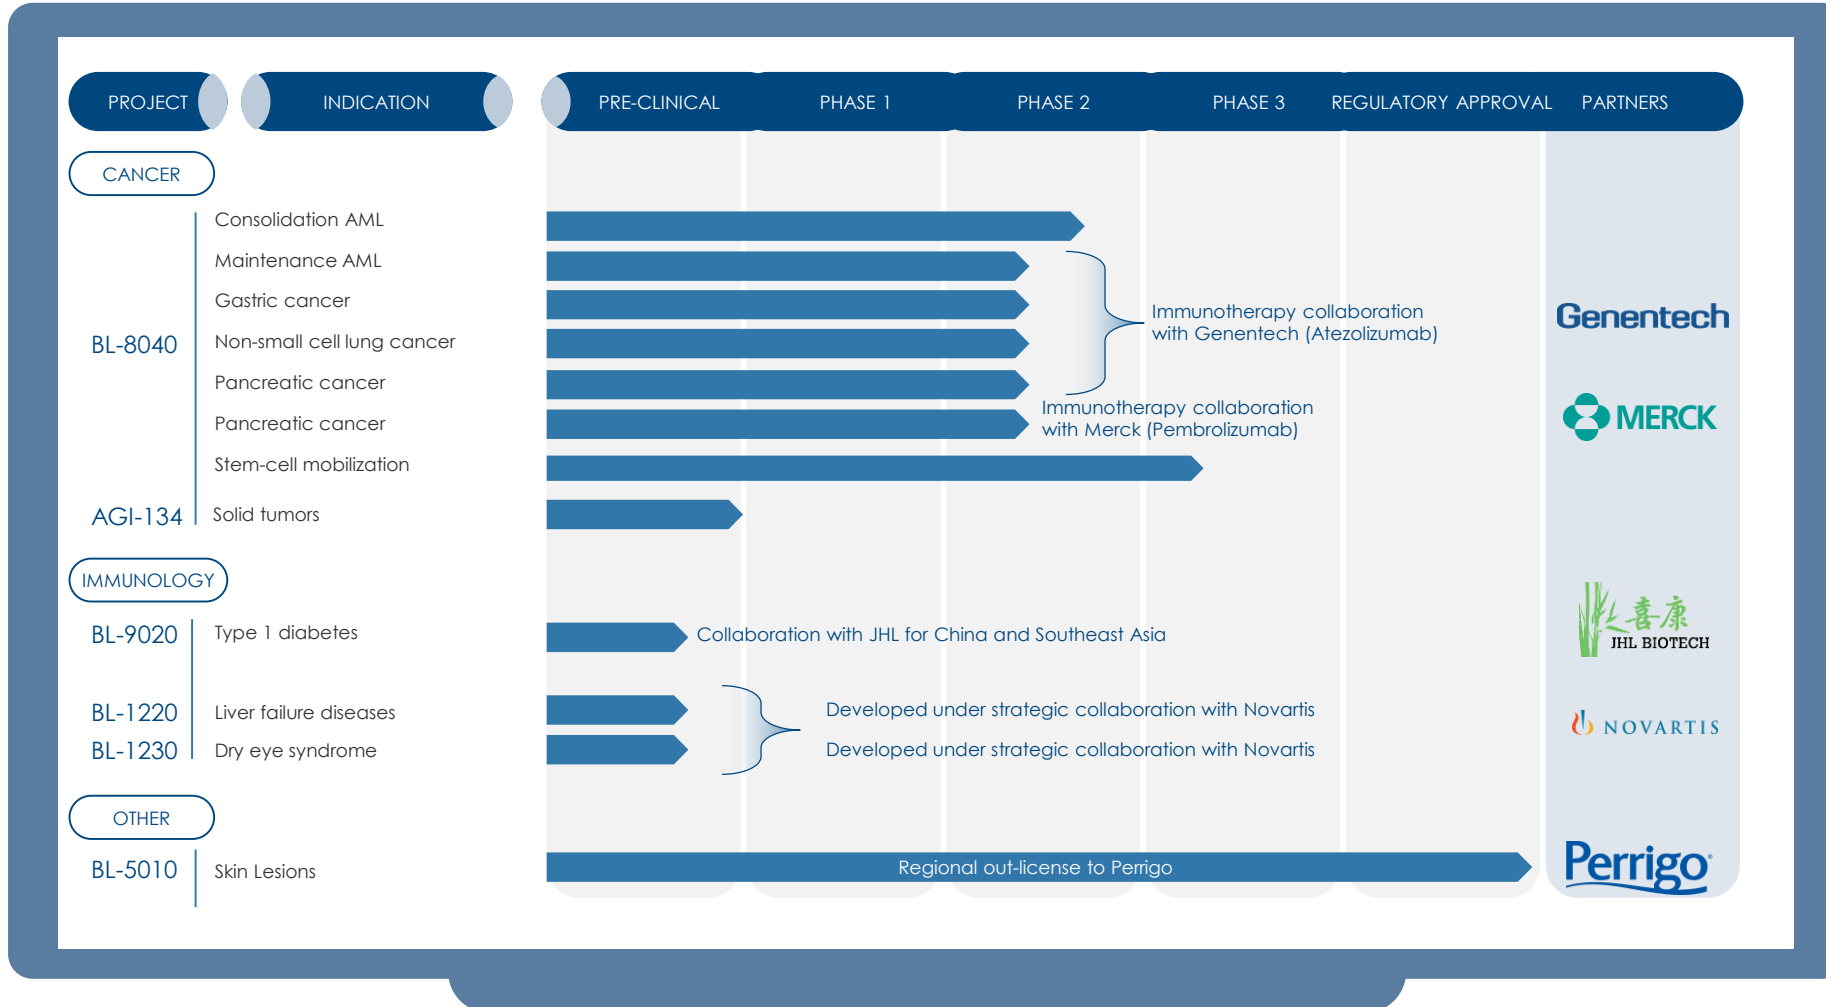 PROJECT INDICATION PRE-CLINICAL PHASE 1 PHASE 2 PHASE 3 REGULATORY APPROVAL PARTNERS
CANCER
Consolidation AML
Maintenance AML
Gastric cancer
Immunotherapy collaboration
with Genentech (Atezolizumab)
Genentech
BL-8040
Non-small cell lung cancer
Pancreatic cancer
Pancreatic cancer
Immunotherapy collaboration
with Merck (Pembrolizumab)
MERCK
Stem-cell mobilization
AGI-134 Solid tumors
IMMUNOLOGY
BL-9020 Type 1 diabetes Collaboration with JHL for China and Southeast Asia
喜康
JHL BIOTECH
BL-1220 Liver failure diseases Developed under strategic collaboration with Novartis
NOVARTIS
BL-1230 Dry eye syndrome Developed under strategic collaboration with Novartis
OTHER
BL-5010 Skin Lesions Regional out-license to Perrigo Perrigo